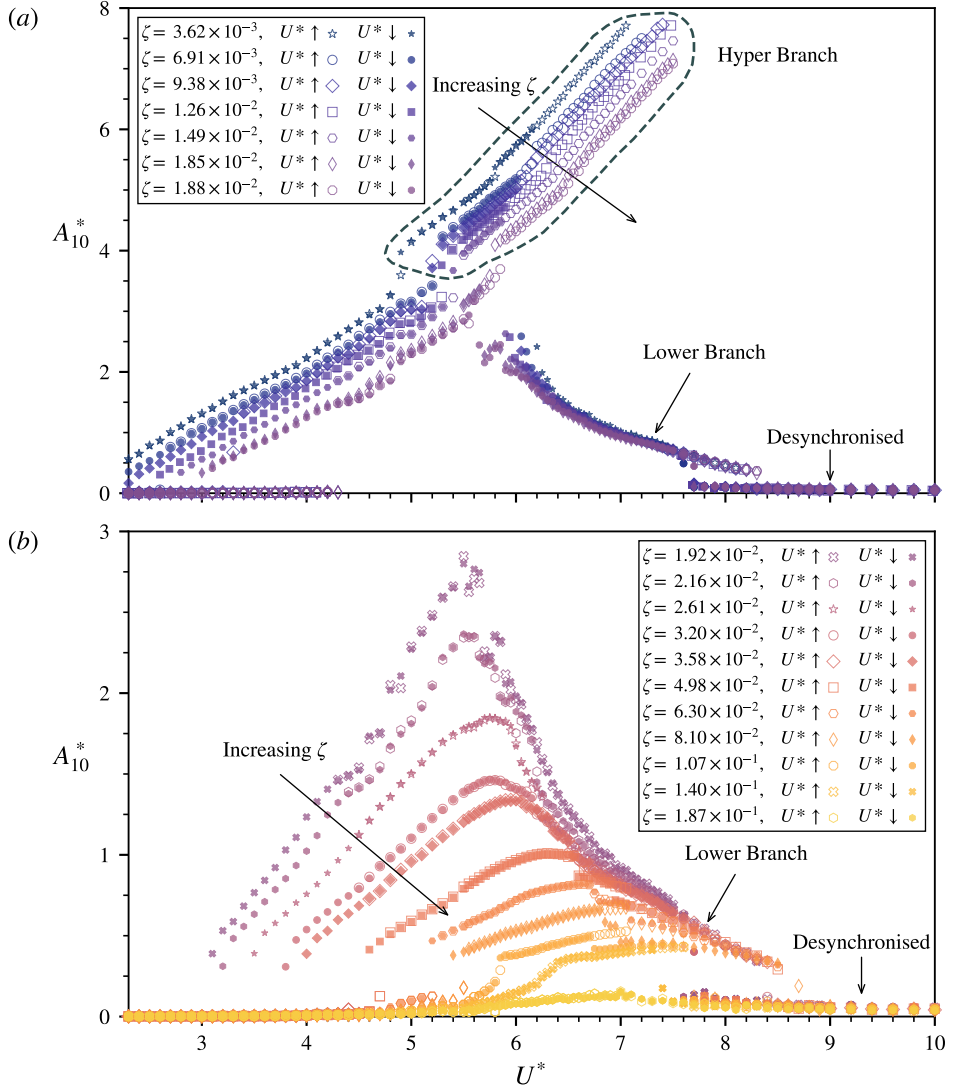 (a)
8
6
4
2
0
A*10
ζ = 3.62 × 10−3, U* ↑ U* ↓
ζ = 6.91 × 10−3, U* ↑ U* ↓
ζ = 9.38 × 10−3, U* ↑ U* ↓
ζ = 1.26 × 10−2, U* ↑ U* ↓
ζ = 1.49 × 10−2, U* ↑ U* ↓
ζ = 1.85 × 10−2, U* ↑ U* ↓
ζ = 1.88 × 10−2, U* ↑ U* ↓
Hyper Branch
Increasing ζ
Lower Branch
Desynchronised
(b)
3
2
1
0
A*10
ζ = 1.92 × 10−2, U* ↑ U* ↓
ζ = 2.16 × 10−2, U* ↑ U* ↓
ζ = 2.61 × 10−2, U* ↑ U* ↓
ζ = 3.20 × 10−2, U* ↑ U* ↓
ζ = 3.58 × 10−2, U* ↑ U* ↓
ζ = 4.98 × 10−2, U* ↑ U* ↓
ζ = 6.30 × 10−2, U* ↑ U* ↓
ζ = 8.10 × 10−2, U* ↑ U* ↓
ζ = 1.07 × 10−1, U* ↑ U* ↓
ζ = 1.40 × 10−1, U* ↑ U* ↓
ζ = 1.87 × 10−1, U* ↑ U* ↓
Increasing ζ
Lower Branch
Desynchronised
3 4 5 6 7 8 9 10
U*